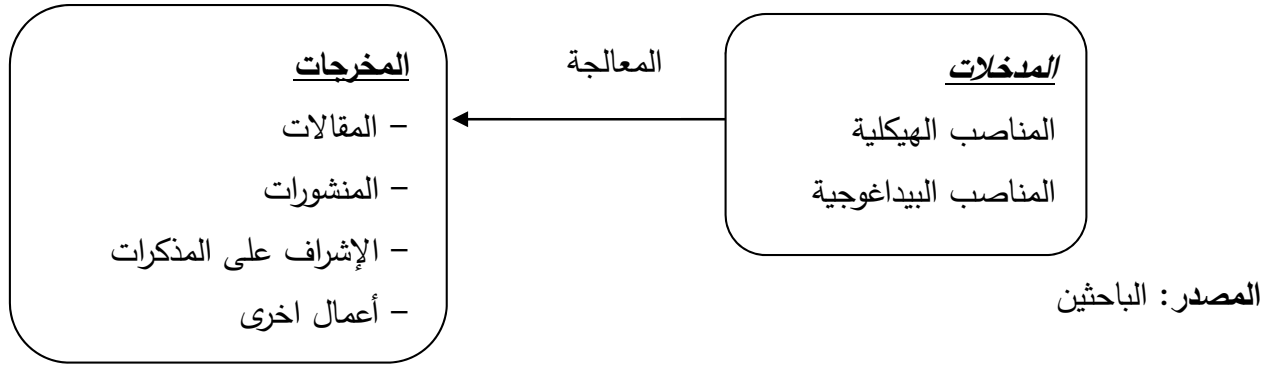 المدخلات
المناصب الهيكلية
المناصب البيداغوجية
المعالجة
المخرجات
– المقالات
– المنشورات
– الإشراف على المذكرات
– أعمال اخرى
المصدر: الباحثين